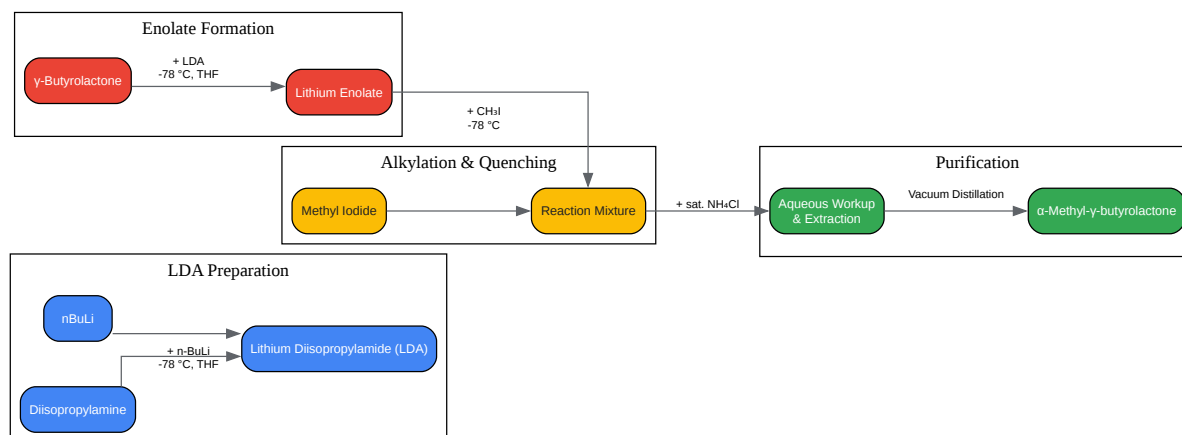 Enolate Formation
γ-Butyrolactone
+ LDA
-78 °C, THF
Lithium Enolate
+ CH₃I
-78 °C
Alkylation & Quenching
Methyl Iodide
Reaction Mixture
+ sat. NH₄Cl
Purification
Aqueous Workup
& Extraction
Vacuum Distillation
α-Methyl-γ-butyrolactone
LDA Preparation
nBuLi
+ n-BuLi
-78 °C, THF
Lithium Diisopropylamide (LDA)
Diisopropylamine